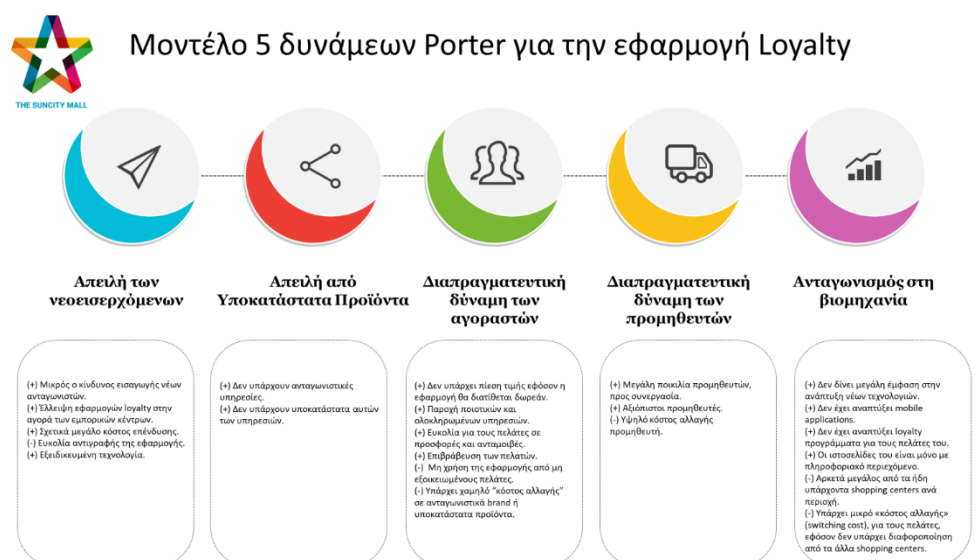 Μοντέλο 5 δυνάμεων Porter για την εφαρμογή Loyalty
THE SUNCITY MALL
Απειλή των
νεοεισερχόμενων
(+) Μικρός ο κίνδυνος εισαγωγής νέων
ανταγωνιστών.
(+) Έλλειψη εφαρμογών loyalty στην
αγορά των εμπορικών κέντρων.
(+) Σχετικά μεγάλο κόστος επένδυσης.
(-) Ευκολία αντιγραφής της εφαρμογής.
(+) Εξειδικευμένη τεχνολογία.
Απειλή από
Υποκατάστατα Προϊόντα
(+) Δεν υπάρχουν ανταγωνιστικές
υπηρεσίες.
(+) Δεν υπάρχουν υποκατάστατα αυτών
των υπηρεσιών.
Διαπραγματευτική
δύναμη των
αγοραστών
(+) Δεν υπάρχει πίεση τιμής εφόσον η
εφαρμογή θα διατίθεται δωρεάν.
(+) Παροχή ποιοτικών και
ολοκληρωμένων υπηρεσιών.
(+) Ευκολία για τους πελάτες σε
προσφορές και ανταμοιβές.
(+) Επιβράβευση των πελατών.
(-) Μη χρήση της εφαρμογής από μη
εξοικειωμένους πελάτες.
(-) Υπάρχει χαμηλό “κόστος αλλαγής”
σε ανταγωνιστικά brand ή
υποκατάστατα προϊόντα.
Διαπραγματευτική
δύναμη των
προμηθευτών
(+) Μεγάλη ποικιλία προμηθευτών,
προς συνεργασία.
(+) Αξιόπιστοι προμηθευτές.
(-) Υψηλό κόστος αλλαγής
προμηθευτή.
Ανταγωνισμός στη
βιομηχανία
(+) Δεν δίνει μεγάλη έμφαση στην
ανάπτυξη νέων τεχνολογιών.
(+) Δεν έχει αναπτύξει mobile
applications.
(+) Δεν έχει αναπτύξει loyalty
προγράμματα για τους πελάτες του.
(+) Οι ιστοσελίδες του είναι μόνο με
πληροφοριακό περιεχόμενο.
(-) Αρκετά μεγάλος από τα ήδη
υπάρχοντα shopping centers ανά
περιοχή.
(-) Υπάρχει μικρό «κόστος αλλαγής»
(switching cost), για τους πελάτες,
εφόσον δεν υπάρχει διαφοροποίηση
από τα άλλα shopping centers.